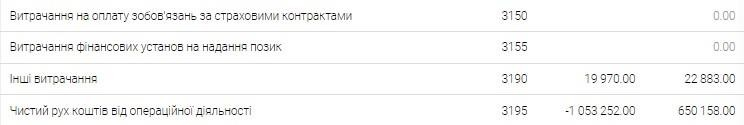 Витрачання на оплату зобов'язань за страховими контрактами 3150 0.00
Витрачання фінансових установ на надання позик 3155 0.00
Інші витрачання 3190 19 970.00 22 883.00
Чистий рух коштів від операційної діяльності 3195 -1 053 252.00 650 158.00